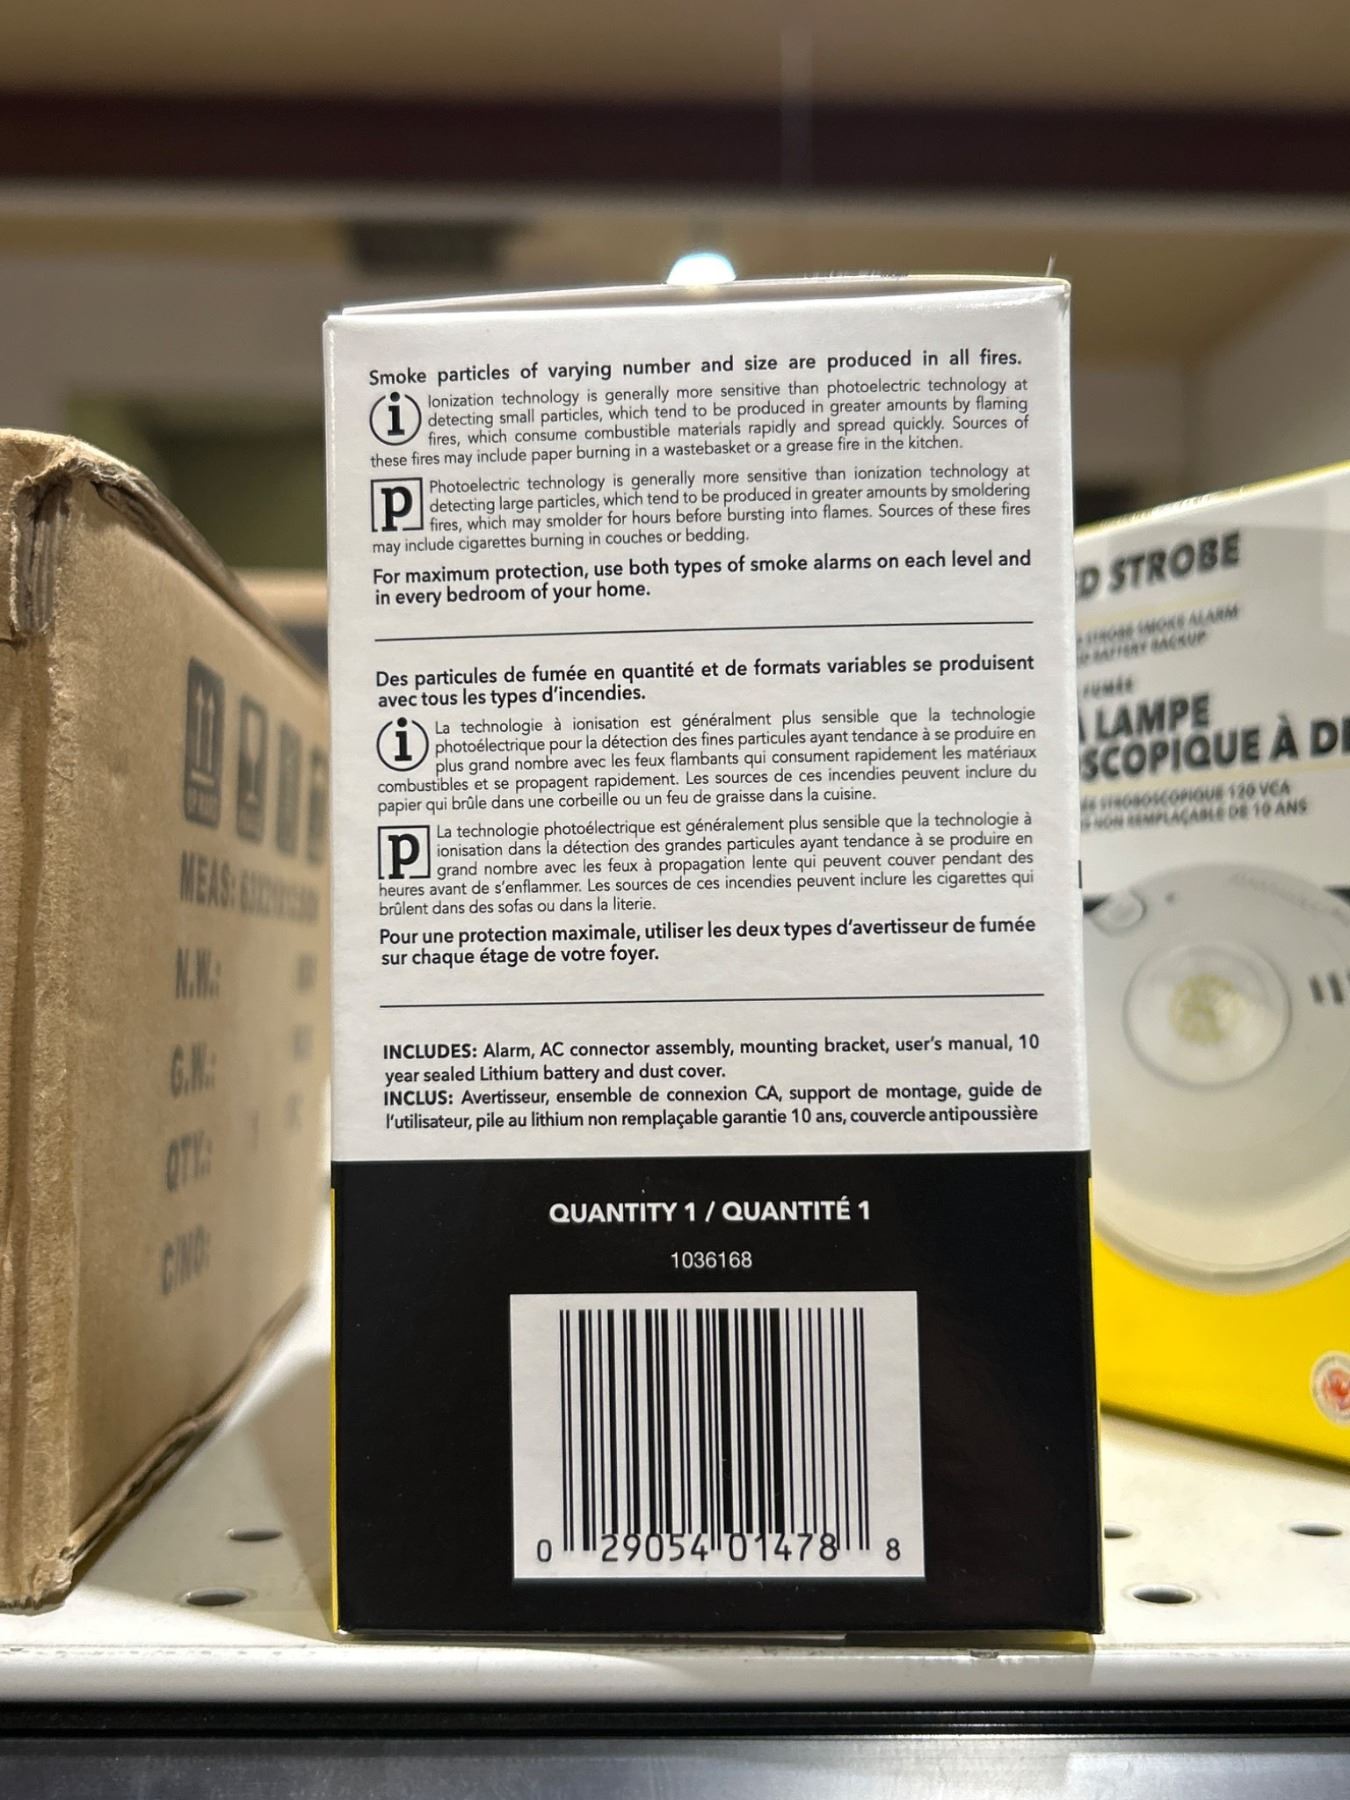 Smoke particles of varying number and size are produced in all fires.
i Ionization technology is generally more sensitive than photoelectric technology at
detecting small particles, which tend to be produced in greater amounts by flaming
fires, which consume combustible materials rapidly and spread quickly. Sources of
these fires may include paper burning in a wastebasket or a grease fire in the kitchen.
p Photoelectric technology is generally more sensitive than ionization technology at
detecting large particles, which tend to be produced in greater amounts by smoldering
fires, which may smolder for hours before bursting into flames. Sources of these fires
may include cigarettes burning in couches or bedding.
For maximum protection, use both types of smoke alarms on each level and
in every bedroom of your home.
Des particules de fumée en quantité et de formats variables se produisent
avec tous les types d'incendies.
i La technologie à ionisation est généralment plus sensible que la technologie
photoélectrique pour la détection des fines particules ayant tendance à se produire en
plus grand nombre avec les feux flambants qui consument rapidement les matériaux
combustibles et se propagent rapidement. Les sources de ces incendies peuvent inclure du
papier qui brûle dans une corbeille ou un feu de graisse dans la cuisine.
p La technologie photoélectrique est généralement plus sensible que la technologie à
ionisation dans la détection des grandes particules ayant tendance à se produire en
grand nombre avec les feux à propagation lente qui peuvent couver pendant des
heures avant de s'enflammer. Les sources de ces incendies peuvent inclure les cigarettes qui
brûlent dans des sofas ou dans la literie.
Pour une protection maximale, utiliser les deux types d'avertisseur de fumée
sur chaque étage de votre foyer.
INCLUDES: Alarm, AC connector assembly, mounting bracket, user's manual, 10
year sealed Lithium battery and dust cover.
INCLUS: Avertisseur, ensemble de connexion CA, support de montage, guide de
l'utilisateur, pile au lithium non remplaçable garantie 10 ans, couvercle antipoussière
QUANTITY 1 / QUANTITÉ 1
1036168
0 29054 01478 8
MEAS:
N.W.:
G.W.:
QTY.:
C/NO:
D STROBE
STROBE SMOKE ALARM
BATTERY BACKUP
FUMÉE
LAMPE
SCOPIQUE À DE
STROBOSCOPIQUE 120 VCA
NON REMPLAÇABLE DE 10 ANS